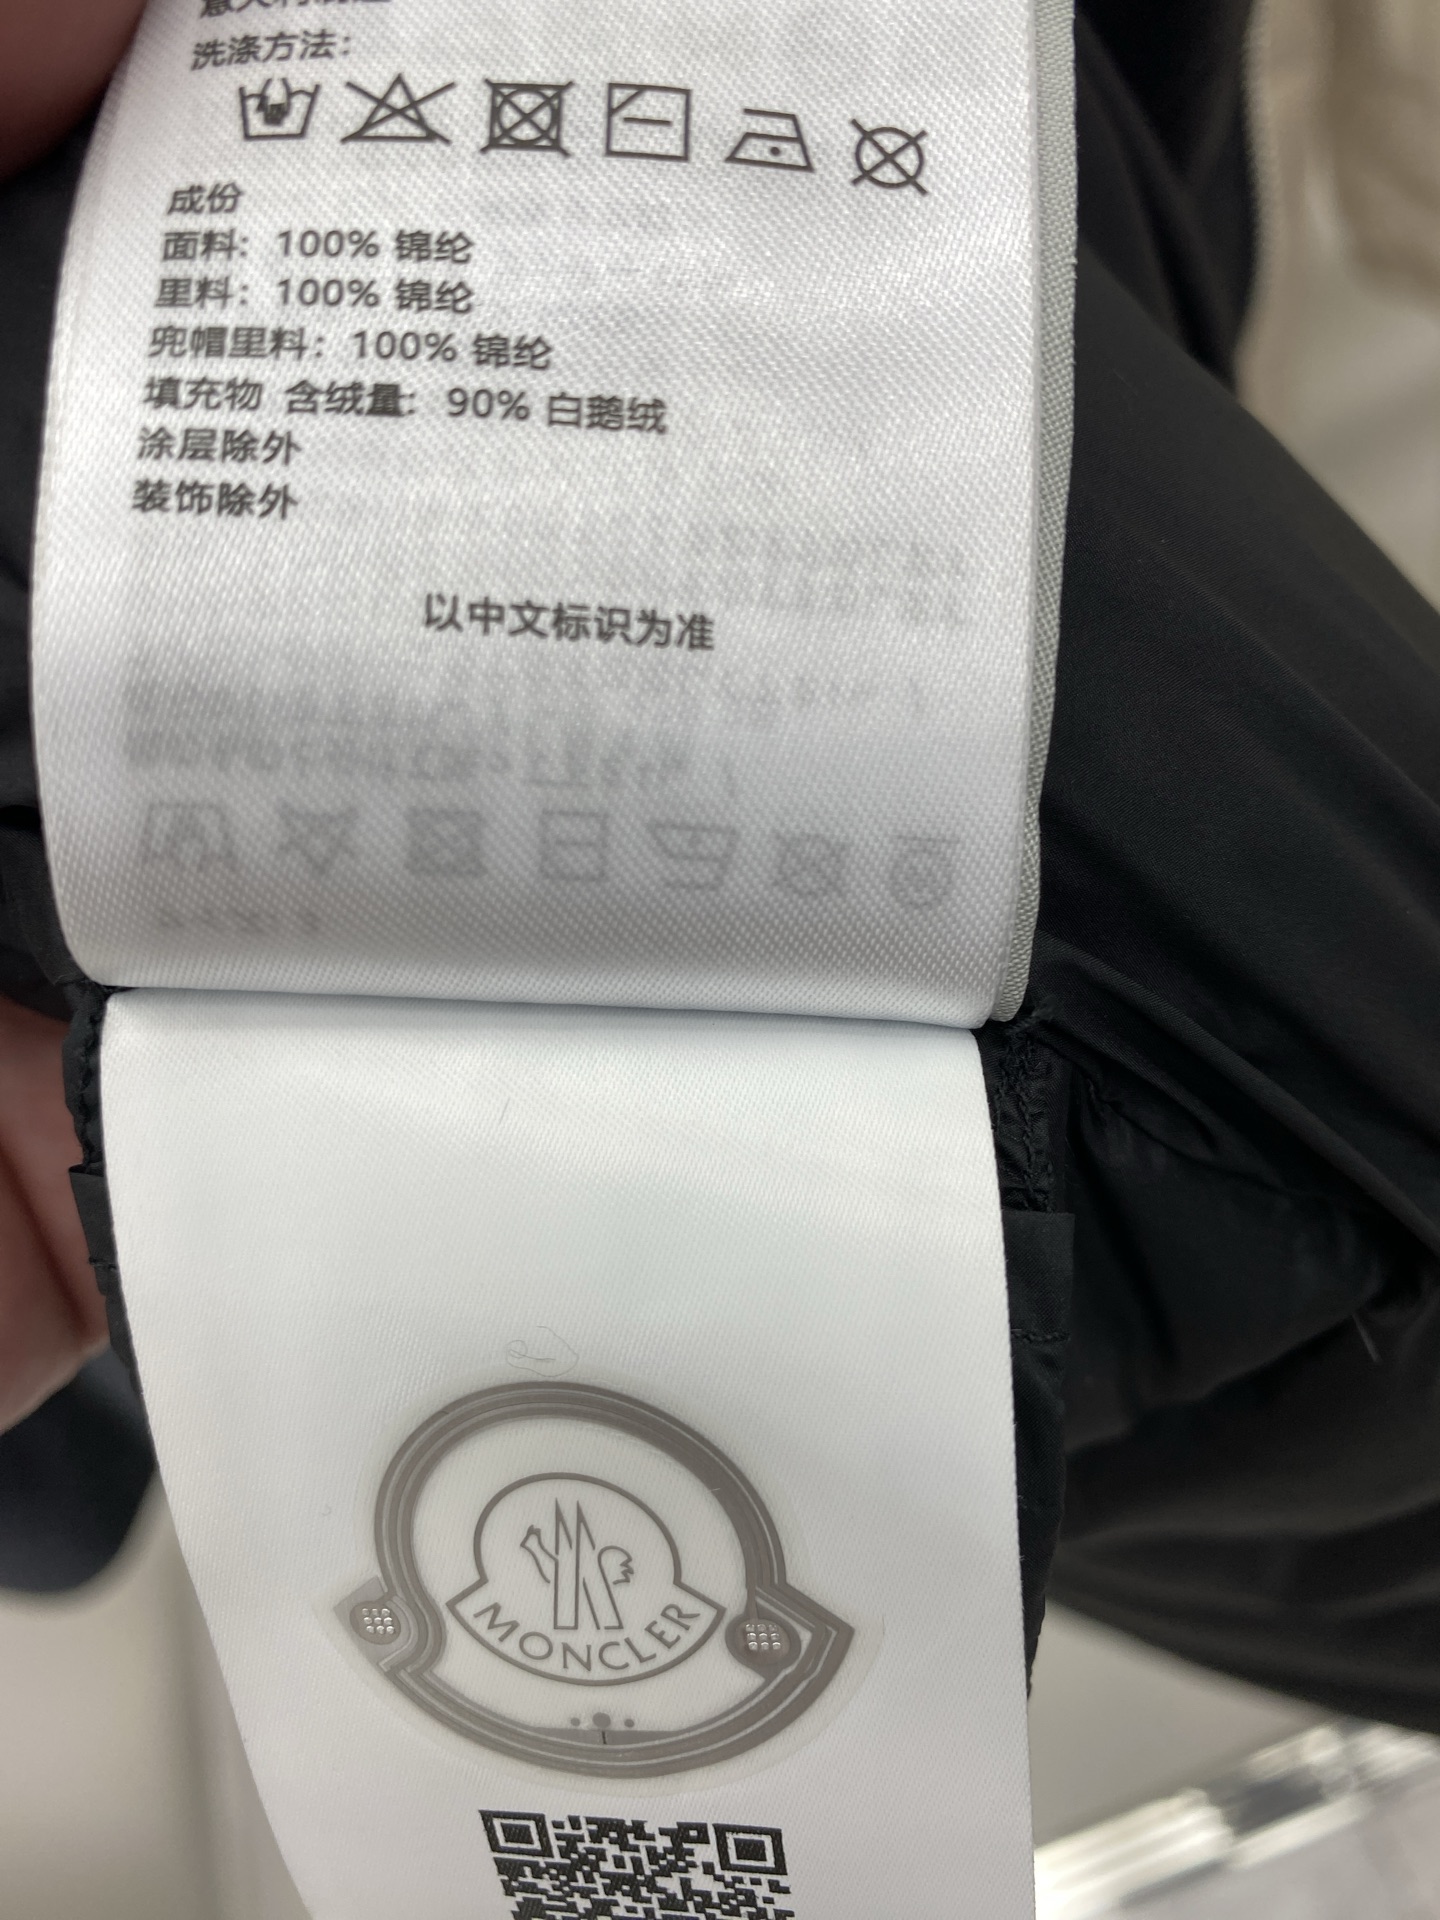 洗涤方法：
成份
面料：100% 锦纶
里料：100% 锦纶
兜帽里料：100% 锦纶
填充物 含绒量：90% 白鹅绒
涂层除外
装饰除外
以中文标识为准
MONCLER